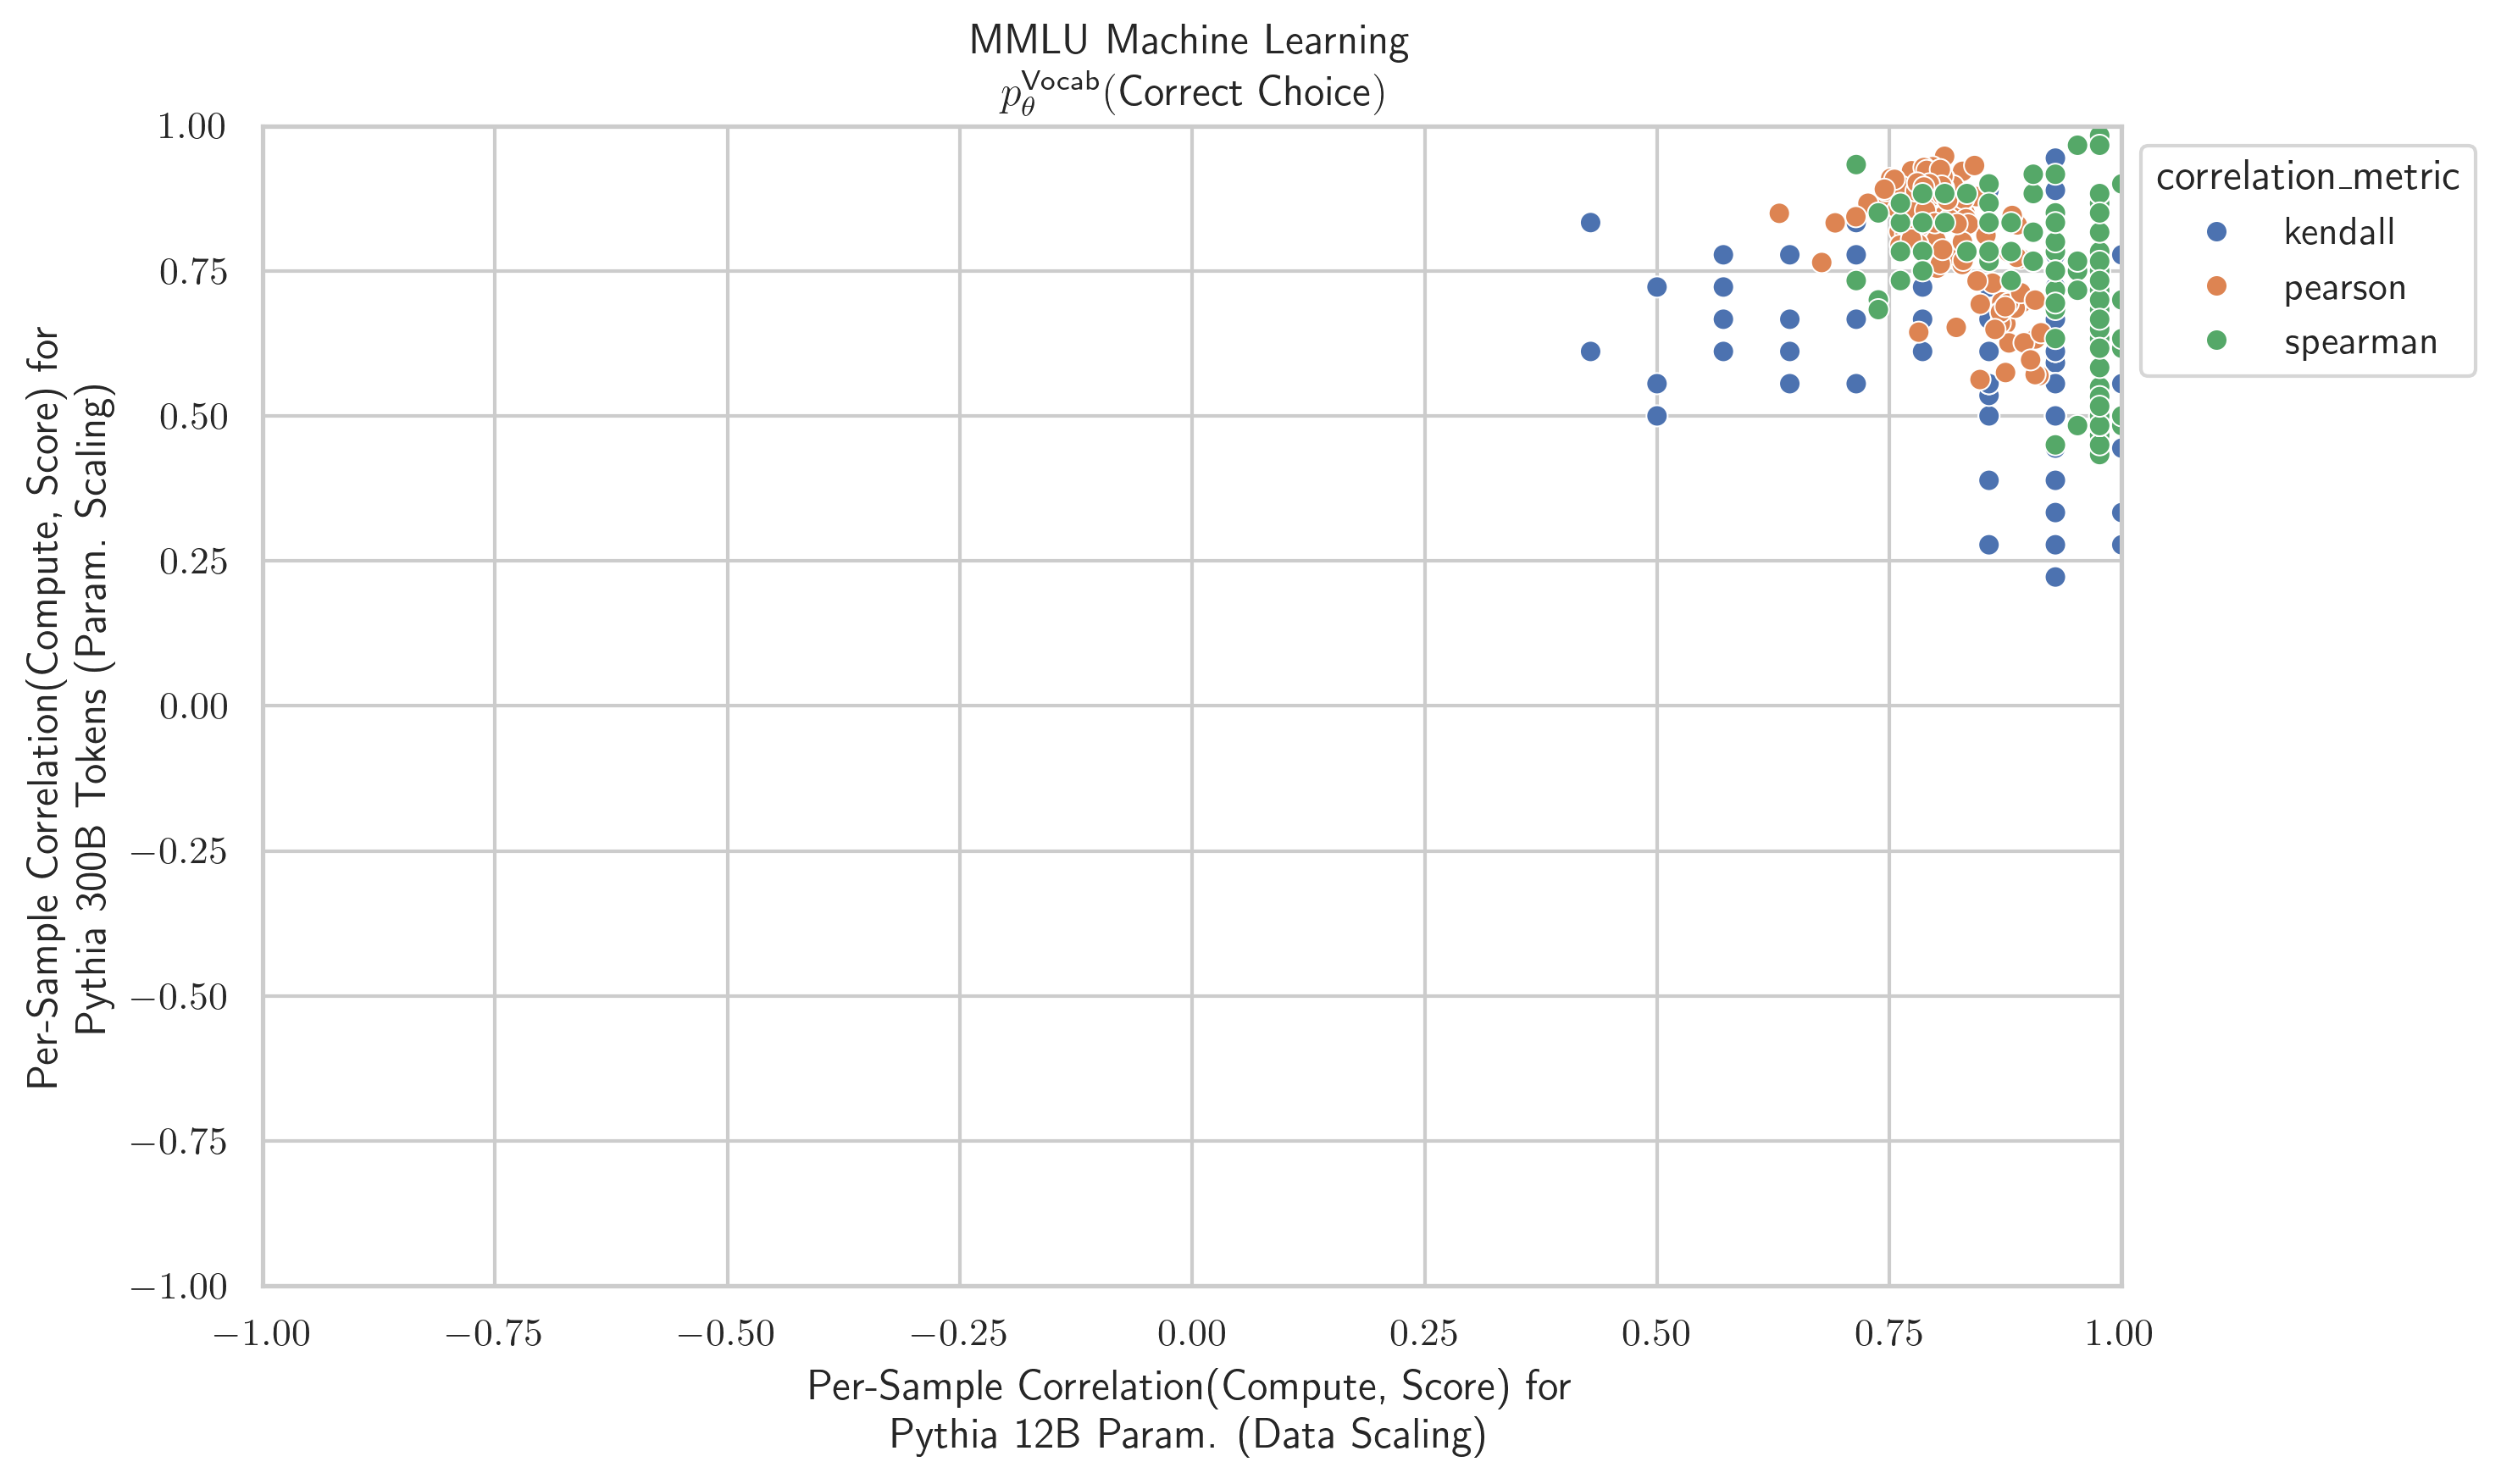 MMLU Machine Learning
p_θ^Vocab(Correct Choice)
1.00
0.75
0.50
0.25
0.00
−0.25
−0.50
−0.75
−1.00
Per-Sample Correlation(Compute, Score) for
Pythia 300B Tokens (Param. Scaling)
−1.00
−0.75
−0.50
−0.25
0.00
0.25
0.50
0.75
1.00
Per-Sample Correlation(Compute, Score) for
Pythia 12B Param. (Data Scaling)
correlation_metric
kendall
pearson
spearman